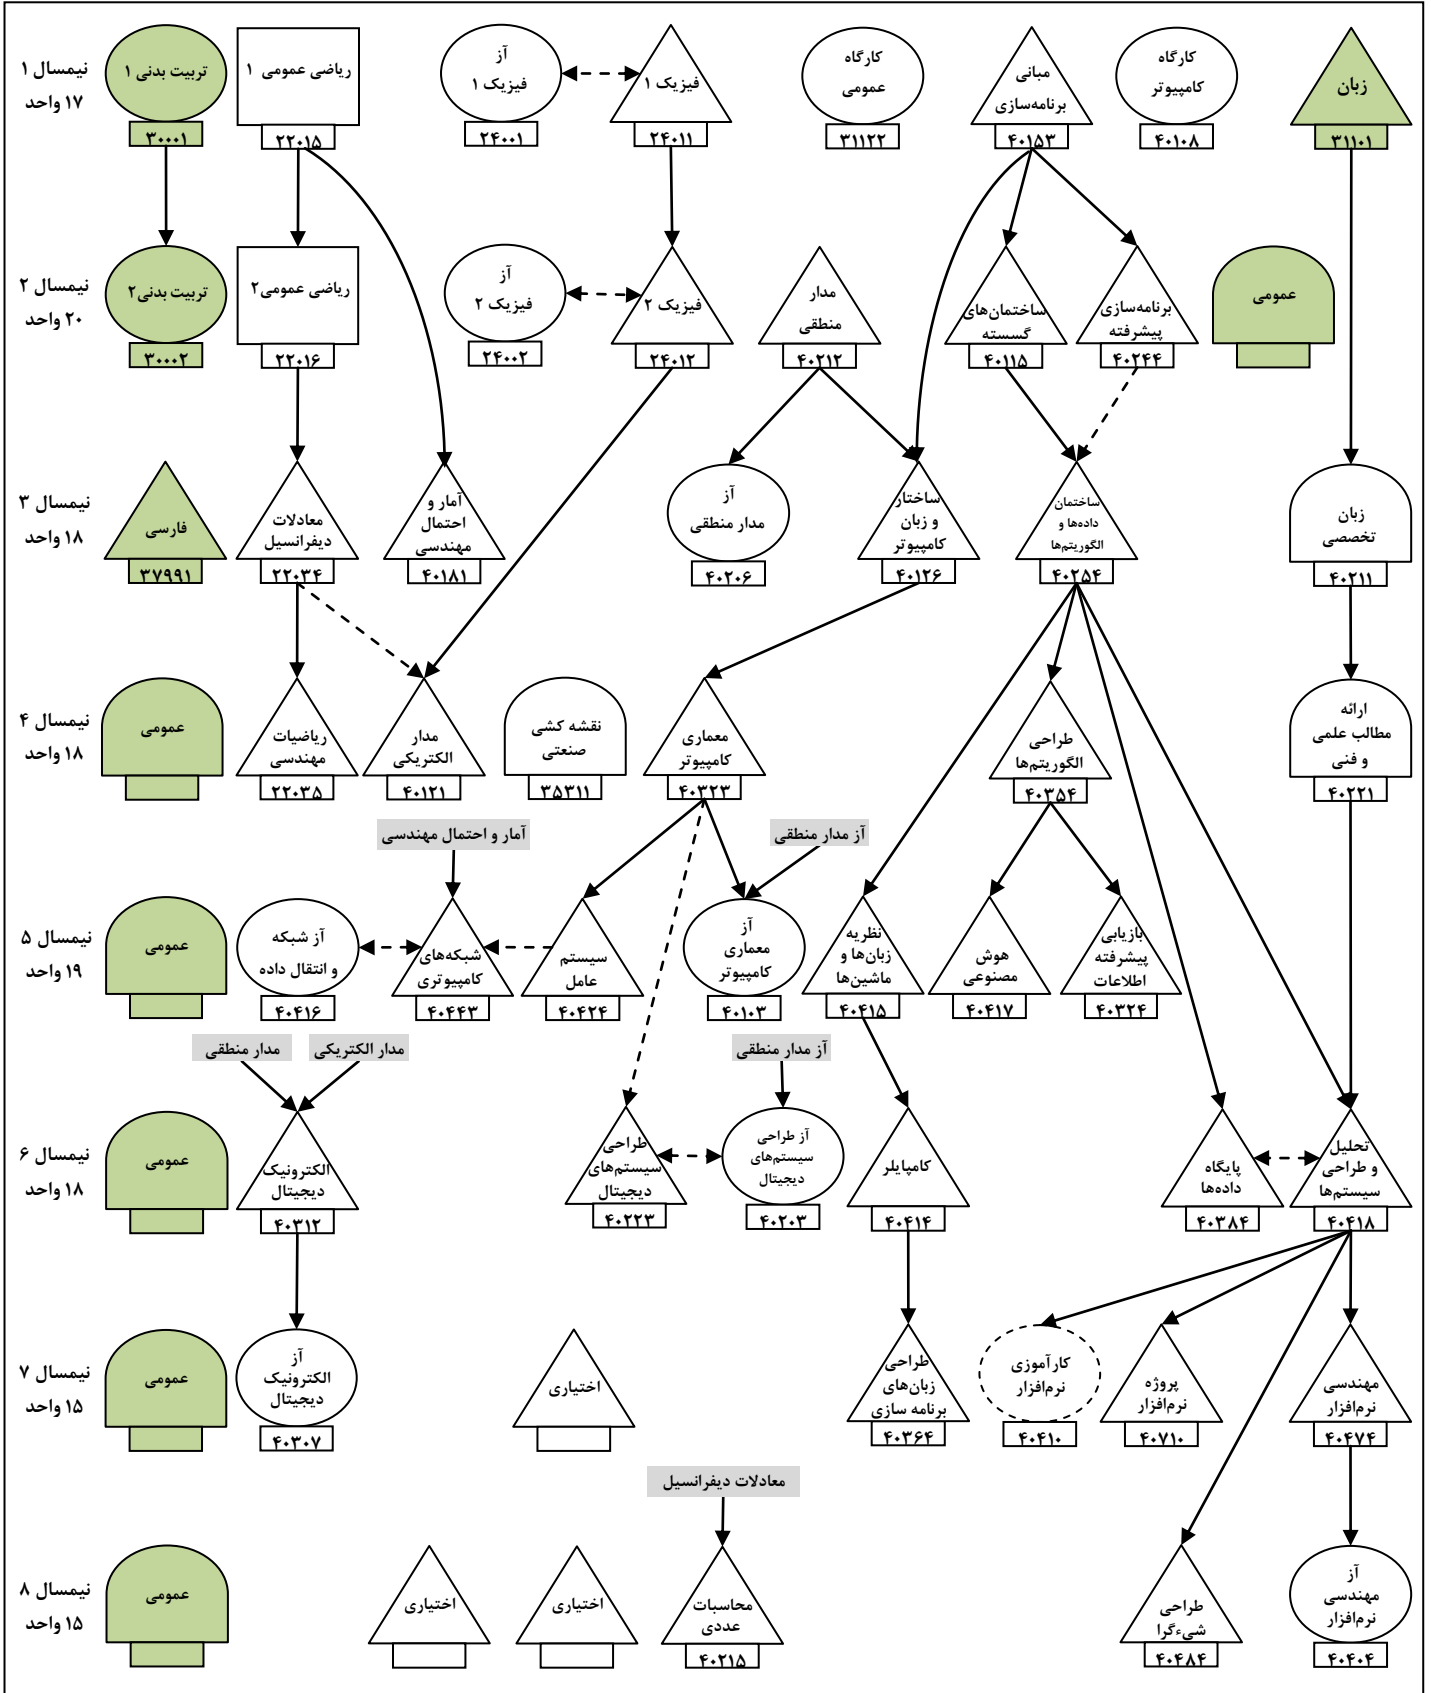 نیمسال ۱
۱۷ واحد
زبان
۳۱۱۰۱
کارگاه
کامپیوتر
۴۰۱۰۸
مبانی
برنامه‌سازی
۴۰۱۵۳
کارگاه
عمومی
۳۱۱۲۲
فیزیک ۱
۲۴۰۱۱
آز
فیزیک ۱
۲۴۰۰۱
ریاضی عمومی ۱
۲۲۰۱۵
تربیت بدنی ۱
۳۰۰۰۱
نیمسال ۲
۲۰ واحد
عمومی
برنامه‌سازی
پیشرفته
۴۰۲۴۴
ساختمان‌های
گسسته
۴۰۱۱۵
مدار
منطقی
۴۰۲۱۲
فیزیک ۲
۲۴۰۱۲
آز
فیزیک ۲
۲۴۰۰۲
ریاضی عمومی۲
۲۲۰۱۶
تربیت بدنی۲
۳۰۰۰۲
نیمسال ۳
۱۸ واحد
زبان
تخصصی
۴۰۲۱۱
ساختمان
داده‌ها و
الگوریتم‌ها
۴۰۲۵۴
ساختار
و زبان
کامپیوتر
۴۰۱۲۶
آز
مدار منطقی
۴۰۲۰۶
آمار و
احتمال
مهندسی
۴۰۱۸۱
معادلات
دیفرانسیل
۲۲۰۳۴
فارسی
۳۷۹۹۱
نیمسال ۴
۱۸ واحد
ارائه
مطالب علمی
و فنی
۴۰۲۲۱
طراحی
الگوریتم‌ها
۴۰۳۵۴
معماری
کامپیوتر
۴۰۳۲۳
نقشه کشی
صنعتی
۳۵۳۱۱
مدار
الکتریکی
۴۰۱۲۱
ریاضیات
مهندسی
۲۲۰۳۵
عمومی
آز مدار منطقی
آمار و احتمال مهندسی
نیمسال ۵
۱۹ واحد
بازیابی
پیشرفته
اطلاعات
۴۰۳۲۴
هوش
مصنوعی
۴۰۴۱۷
نظریه
زبان‌ها و
ماشین‌ها
۴۰۴۱۵
آز
معماری
کامپیوتر
۴۰۱۰۳
سیستم
عامل
۴۰۴۲۴
شبکه‌های
کامپیوتری
۴۰۴۴۳
آز شبکه
و انتقال داده
۴۰۴۱۶
عمومی
آز مدار منطقی
مدار الکتریکی
مدار منطقی
نیمسال ۶
۱۸ واحد
تحلیل
و طراحی
سیستم‌ها
۴۰۴۱۸
پایگاه
داده‌ها
۴۰۳۸۴
کامپایلر
۴۰۴۱۴
آز طراحی
سیستم‌های
دیجیتال
۴۰۲۰۳
طراحی
سیستم‌های
دیجیتال
۴۰۲۲۳
الکترونیک
دیجیتال
۴۰۳۱۲
عمومی
نیمسال ۷
۱۵ واحد
مهندسی
نرم‌افزار
۴۰۴۷۴
پروژه
نرم‌افزار
۴۰۷۱۰
کارآموزی
نرم‌افزار
۴۰۴۱۰
طراحی
زبان‌های
برنامه سازی
۴۰۳۶۴
اختیاری
آز
الکترونیک
دیجیتال
۴۰۳۰۷
عمومی
معادلات دیفرانسیل
نیمسال ۸
۱۵ واحد
آز
مهندسی
نرم‌افزار
۴۰۴۰۴
طراحی
شیءگرا
۴۰۴۸۴
محاسبات
عددی
۴۰۲۱۵
اختیاری
اختیاری
عمومی